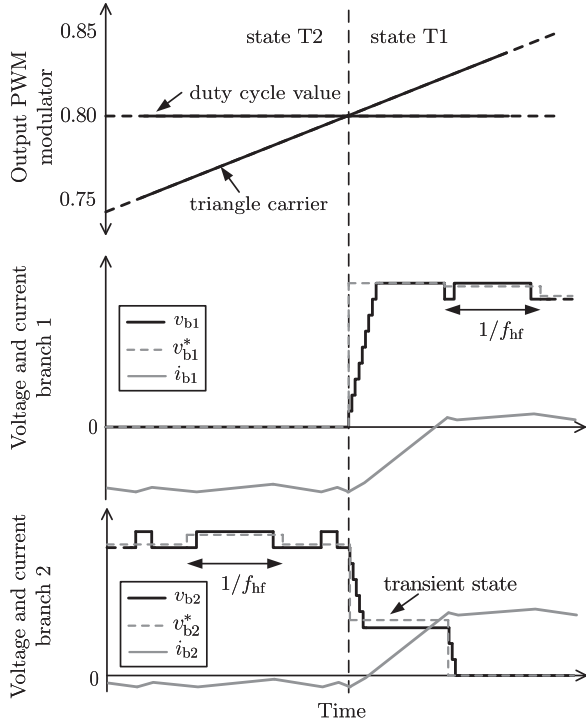 0.85
0.80
0.75
Output PWM
modulator
state T2
state T1
duty cycle value
triangle carrier
Voltage and current
branch 1
v_b1
v*_b1
i_b1
1/f_hf
0
Voltage and current
branch 2
1/f_hf
v_b2
v*_b2
i_b2
transient state
0
Time